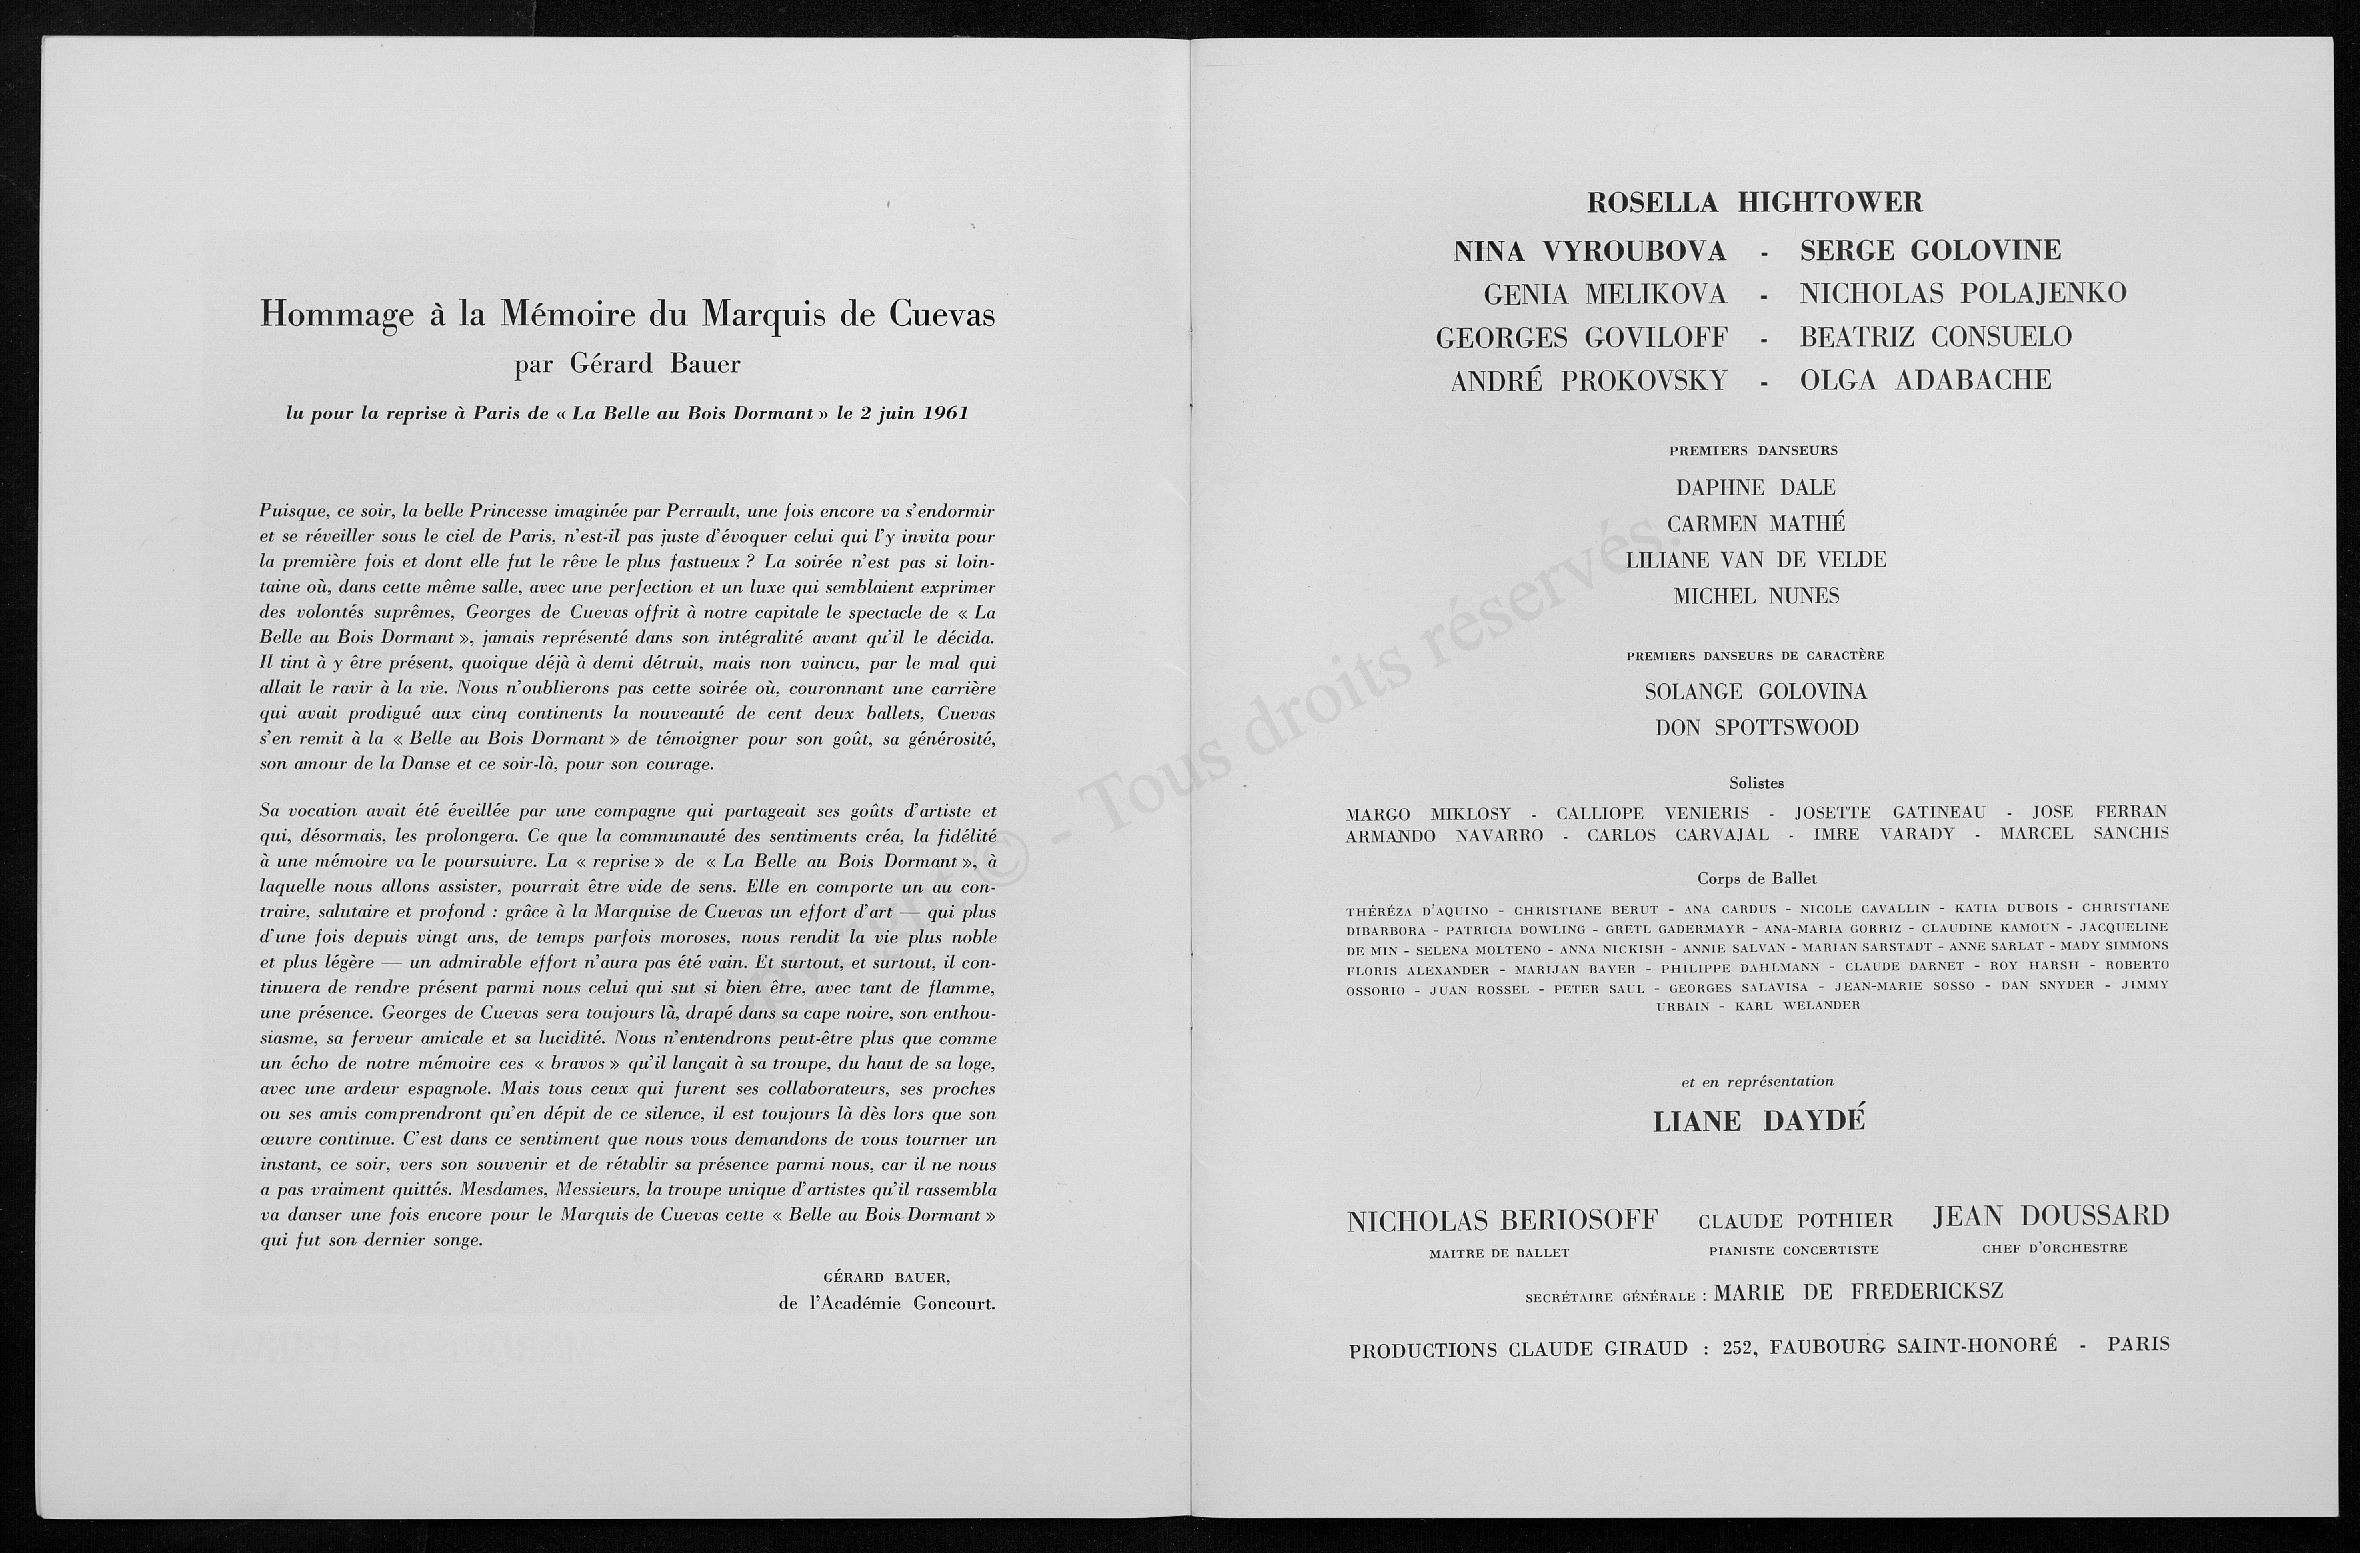 Hommage à la Mémoire du Marquis de Cuevas
par Gérard Bauer
lu pour la reprise à Paris de « La Belle au Bois Dormant » le 2 juin 1961
Puisque, ce soir, la belle Princesse imaginée par Perrault, une fois encore va s'endormir
et se réveiller sous le ciel de Paris, n'est-il pas juste d'évoquer celui qui l'y invita pour
la première fois et dont elle fut le rêve le plus fastueux ? La soirée n'est pas si loin-
taine où, dans cette même salle, avec une perfection et un luxe qui semblaient exprimer
des volontés suprêmes, Georges de Cuevas offrit à notre capitale le spectacle de « La
Belle au Bois Dormant », jamais représenté dans son intégralité avant qu'il le décida.
Il tint à y être présent, quoique déjà à demi détruit, mais non vaincu, par le mal qui
allait le ravir à la vie. Nous n'oublierons pas cette soirée où, couronnant une carrière
qui avait prodigué aux cinq continents la nouveauté de cent deux ballets, Cuevas
s'en remit à la « Belle au Bois Dormant » de témoigner pour son goût, sa générosité,
son amour de la Danse et ce soir-là, pour son courage.
Sa vocation avait été éveillée par une compagne qui partageait ses goûts d'artiste et
qui, désormais, les prolongera. Ce que la communauté des sentiments créa, la fidélité
à une mémoire va le poursuivre. La « reprise » de « La Belle au Bois Dormant », à
laquelle nous allons assister, pourrait être vide de sens. Elle en comporte un au con-
traire, salutaire et profond : grâce à la Marquise de Cuevas un effort d'art — qui plus
d'une fois depuis vingt ans, de temps parfois moroses, nous rendit la vie plus noble
et plus légère — un admirable effort n'aura pas été vain. Et surtout, et surtout, il con-
tinuera de rendre présent parmi nous celui qui sut si bien être, avec tant de flamme,
une présence. Georges de Cuevas sera toujours là, drapé dans sa cape noire, son enthou-
siasme, sa ferveur amicale et sa lucidité. Nous n'entendrons peut-être plus que comme
un écho de notre mémoire ces « bravos » qu'il lançait à sa troupe, du haut de sa loge,
avec une ardeur espagnole. Mais tous ceux qui furent ses collaborateurs, ses proches
ou ses amis comprendront qu'en dépit de ce silence, il est toujours là dès lors que son
œuvre continue. C'est dans ce sentiment que nous vous demandons de vous tourner un
instant, ce soir, vers son souvenir et de rétablir sa présence parmi nous, car il ne nous
a pas vraiment quittés. Mesdames, Messieurs, la troupe unique d'artistes qu'il rassembla
va danser une fois encore pour le Marquis de Cuevas cette « Belle au Bois Dormant »
qui fut son dernier songe.
GÉRARD BAUER,
de l'Académie Goncourt.
ROSELLA HIGHTOWER
NINA VYROUBOVA - SERGE GOLOVINE
GENIA MELIKOVA - NICHOLAS POLAJENKO
GEORGES GOVILOFF - BEATRIZ CONSUELO
ANDRÉ PROKOVSKY - OLGA ADABACHE
PREMIERS DANSEURS
DAPHNE DALE
CARMEN MATHÉ
LILIANE VAN DE VELDE
MICHEL NUNES
PREMIERS DANSEURS DE CARACTÈRE
SOLANGE GOLOVINA
DON SPOTTSWOOD
Solistes
MARGO MIKLOSY - CALLIOPE VENIERIS - JOSETTE GATINEAU - JOSE FERRAN
ARMANDO NAVARRO - CARLOS CARVAJAL - IMRE VARADY - MARCEL SANCHIS
Corps de Ballet
THÉRÉZA D'AQUINO - CHRISTIANE BERUT - ANA CARDUS - NICOLE CAVALLIN - KATIA DUBOIS - CHRISTIANE
DIBARBORA - PATRICIA DOWLING - GRETL GADERMAYR - ANA-MARIA GORRIZ - CLAUDINE KAMOUN - JACQUELINE
DE MIN - SELENA MOLTENO - ANNA NICKISH - ANNIE SALVAN - MARIAN SARSTADT - ANNE SARLAT - MADY SIMMONS
FLORIS ALEXANDER - MARIJAN BAYER - PHILIPPE DAHLMANN - CLAUDE DARNET - ROY HARSH - ROBERTO
OSSORIO - JUAN ROSSEL - PETER SAUL - GEORGES SALAVISA - JEAN-MARIE SOSSO - DAN SNYDER - JIMMY
URBAIN - KARL WELANDER
et en représentation
LIANE DAYDÉ
NICHOLAS BERIOSOFF CLAUDE POTHIER JEAN DOUSSARD
MAITRE DE BALLET PIANISTE CONCERTISTE CHEF D'ORCHESTRE
SECRÉTAIRE GÉNÉRALE : MARIE DE FREDERICKSZ
PRODUCTIONS CLAUDE GIRAUD : 252, FAUBOURG SAINT-HONORÉ - PARIS
Copyright © - Tous droits réservés.